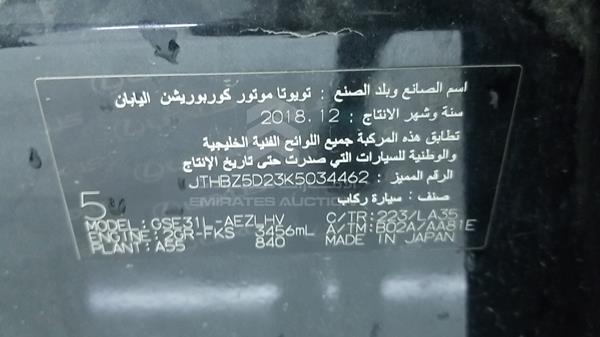 اسم الصانع وبلد الصنع : تويوتا موتور كوربوريشن اليابان
سنة وشهر الانتاج : 2018.12
تطابق هذه المركبة جميع اللوائح الفنية الخليجية
والوطنية للسيارات التي صدرت حتى تاريخ الإنتاج
الرقم المميز : JTHBZ5D23K5034462
صنف : سيارة ركاب
EMIRATES AUCTION
5
MODEL: GSE31L-AEZLHV C/TR: 223/LA35
ENGINE: 2GR-FKS 3456mL A/TM: B02A/AA81E
PLANT: A55 840 MADE IN JAPAN